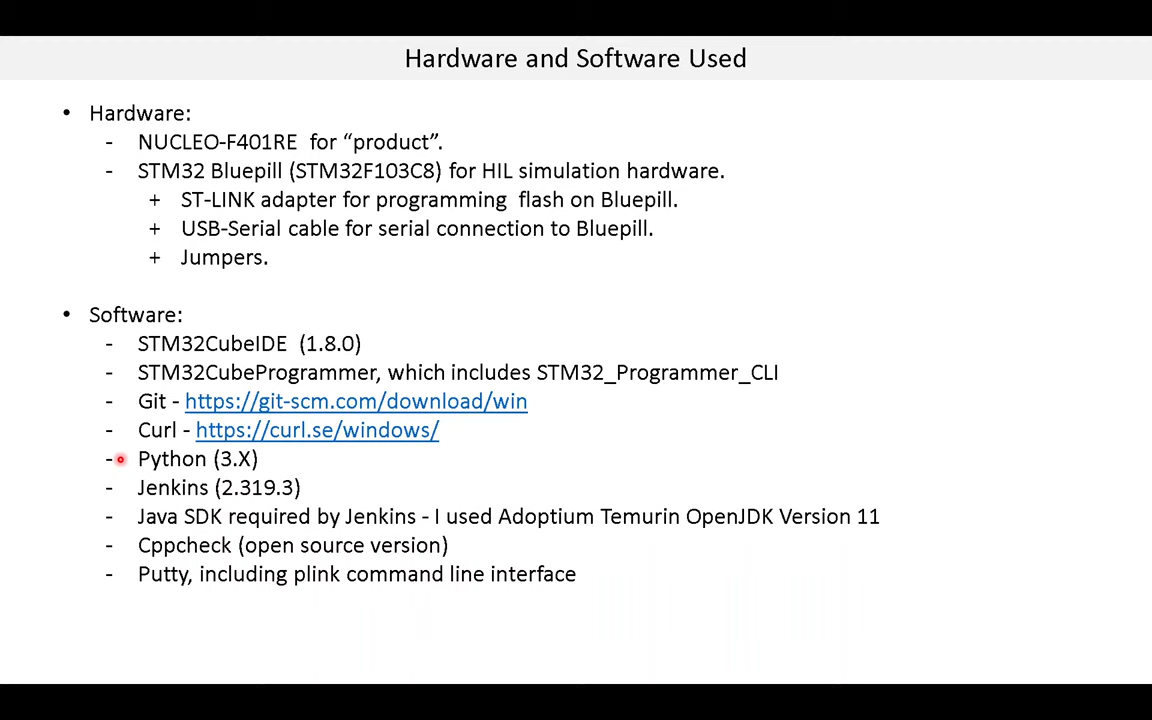 Hardware and Software Used
• Hardware:
- NUCLEO-F401RE for “product”.
- STM32 Bluepill (STM32F103C8) for HIL simulation hardware.
+ ST-LINK adapter for programming flash on Bluepill.
+ USB-Serial cable for serial connection to Bluepill.
+ Jumpers.
• Software:
- STM32CubeIDE (1.8.0)
- STM32CubeProgrammer, which includes STM32_Programmer_CLI
- Git - https://git-scm.com/download/win
- Curl - https://curl.se/windows/
- Python (3.X)
- Jenkins (2.319.3)
- Java SDK required by Jenkins - I used Adoptium Temurin OpenJDK Version 11
- Cppcheck (open source version)
- Putty, including plink command line interface